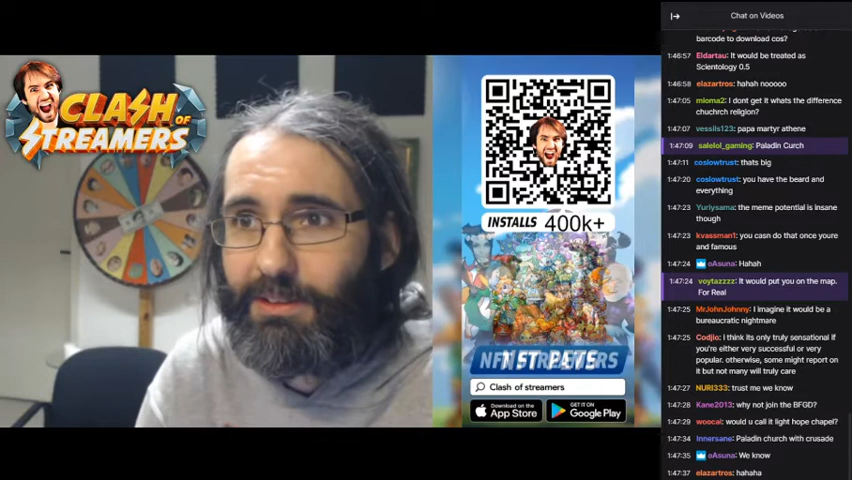 CLASH
OF
STREAMERS
INSTALLS 400k+
Clash of streamers
Download on the
App Store
GET IT ON
Google Play
Chat on Videos
barcode to download cos?
1:46:57 Eldartau: It would be treated as
Scientology 0.5
1:46:58 elazartros: hahah nooooo
1:47:05 mioma2: I dont get it whats the difference
chuchrch religion?
1:47:07 vessils123: papa martyr athene
1:47:09 salelol_gaming: Paladin Curch
1:47:11 coslowtrust: thats big
1:47:20 coslowtrust: you have the beard and
everything
1:47:23 Yuriysama: the meme potential is insane
though
1:47:23 kvassman1: you casn do that once youre
and famous
1:47:24 oAsuna: Hahah
1:47:24 voytazzzz: It would put you on the map.
For Real
1:47:25 MrJohnJohnny: I imagine it would be a
bureaucratic nightmare
1:47:25 Codjio: I think its only truly sensational if
you're either very successful or very
popular. otherwise, some might report on
it but not many will truly care
1:47:27 NURI333: trust me we know
1:47:28 Kane2013: why not join the BFGD?
1:47:29 woocal: would u call it light hope chapel?
1:47:34 Innersane: Paladin church with crusade
1:47:35 oAsuna: We know
1:47:37 elazartros: hahaha